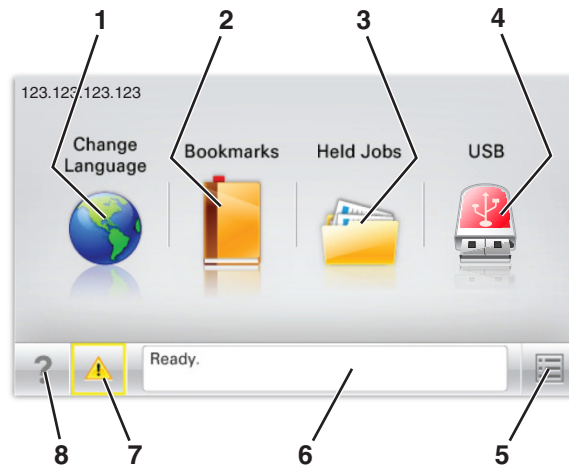 1 2 3 4
123.123.123.123
Change Language
Bookmarks
Held Jobs
USB
?
Ready.
8 7 6 5